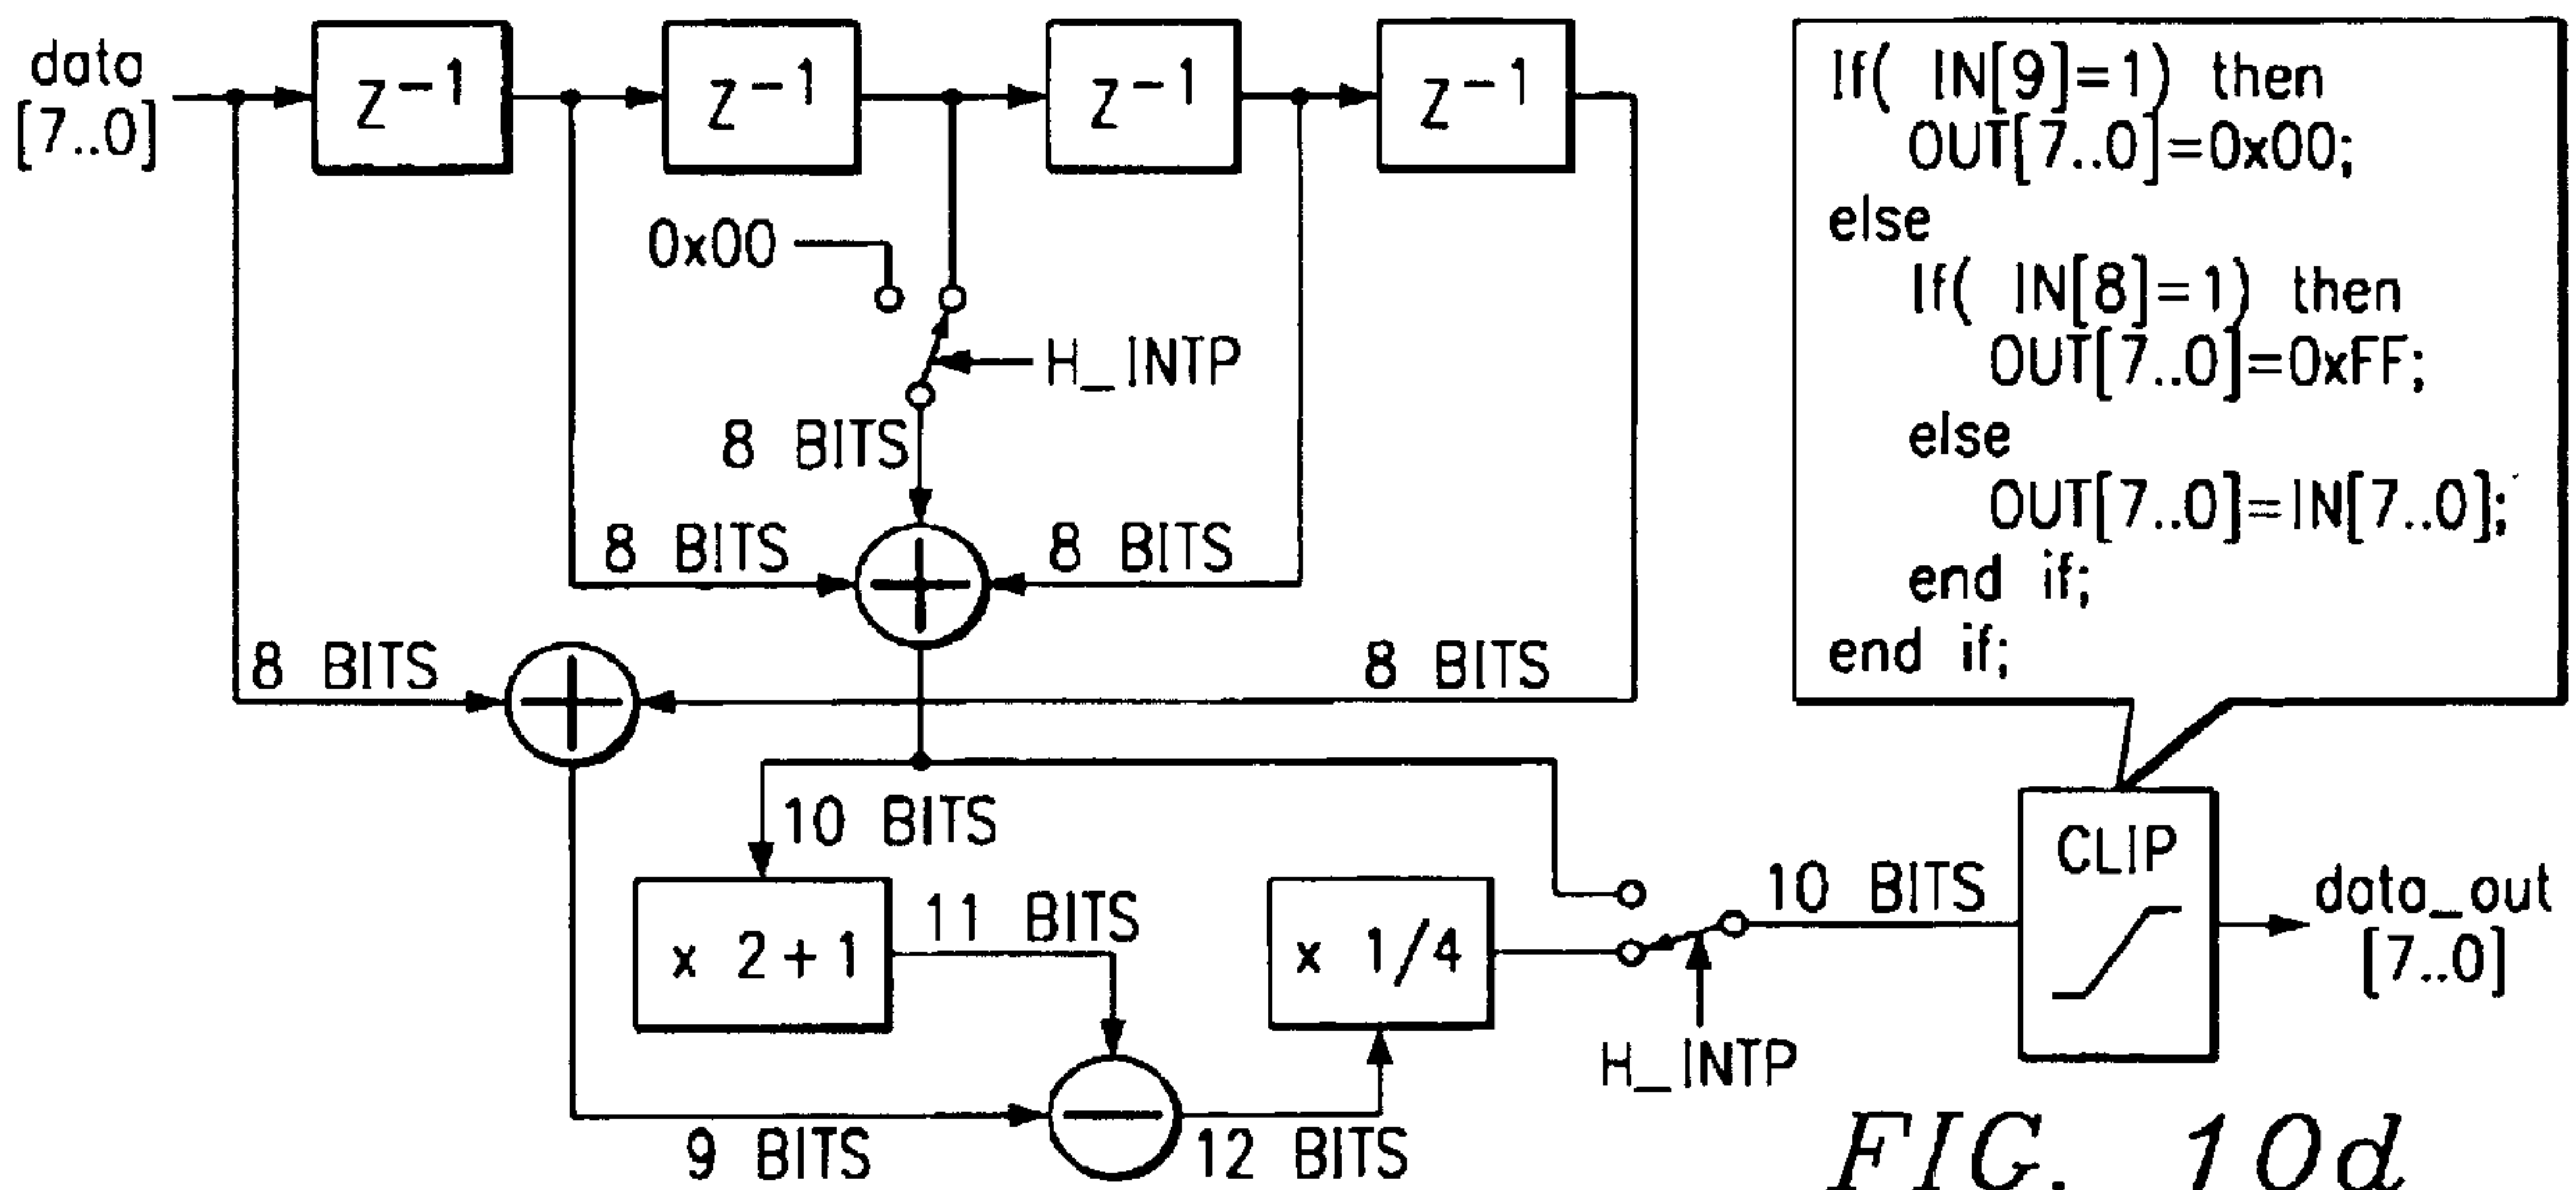 data
[7..0]
Z⁻¹
Z⁻¹
Z⁻¹
Z⁻¹
0x00
H_INTP
8 BITS
8 BITS
8 BITS
8 BITS
8 BITS
10 BITS
x 2+1
11 BITS
x 1/4
9 BITS
12 BITS
H_INTP
10 BITS
CLIP
data_out
[7..0]
If( IN[9]=1) then
OUT[7..0]=0x00;
else
If( IN[8]=1) then
OUT[7..0]=0xFF;
else
OUT[7..0]=IN[7..0];
end if;
end if;
FIG. 10d